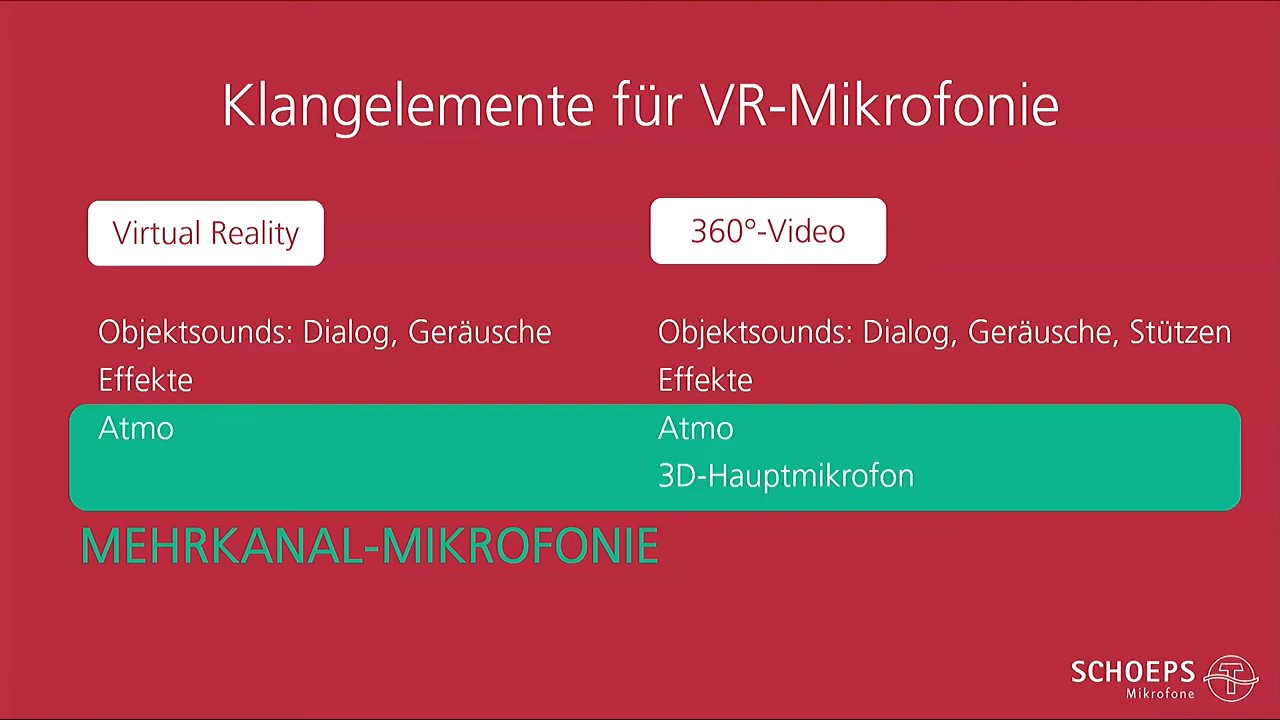 Klangelemente für VR-Mikrofonie
Virtual Reality
Objektsounds: Dialog, Geräusche
Effekte
Atmo
360°-Video
Objektsounds: Dialog, Geräusche, Stützen
Effekte
Atmo
3D-Hauptmikrofon
MEHRKANAL-MIKROFONIE
SCHOEPS
Mikrofone